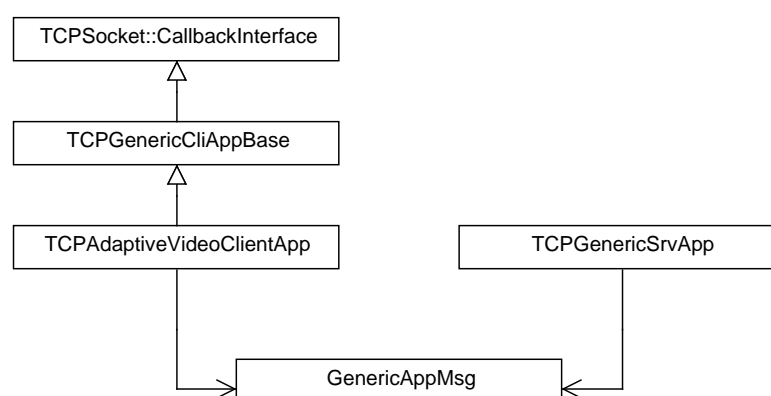 TCPSocket::CallbackInterface
TCPGenericCliAppBase
TCPAdaptiveVideoClientApp
TCPGenericSrvApp
GenericAppMsg